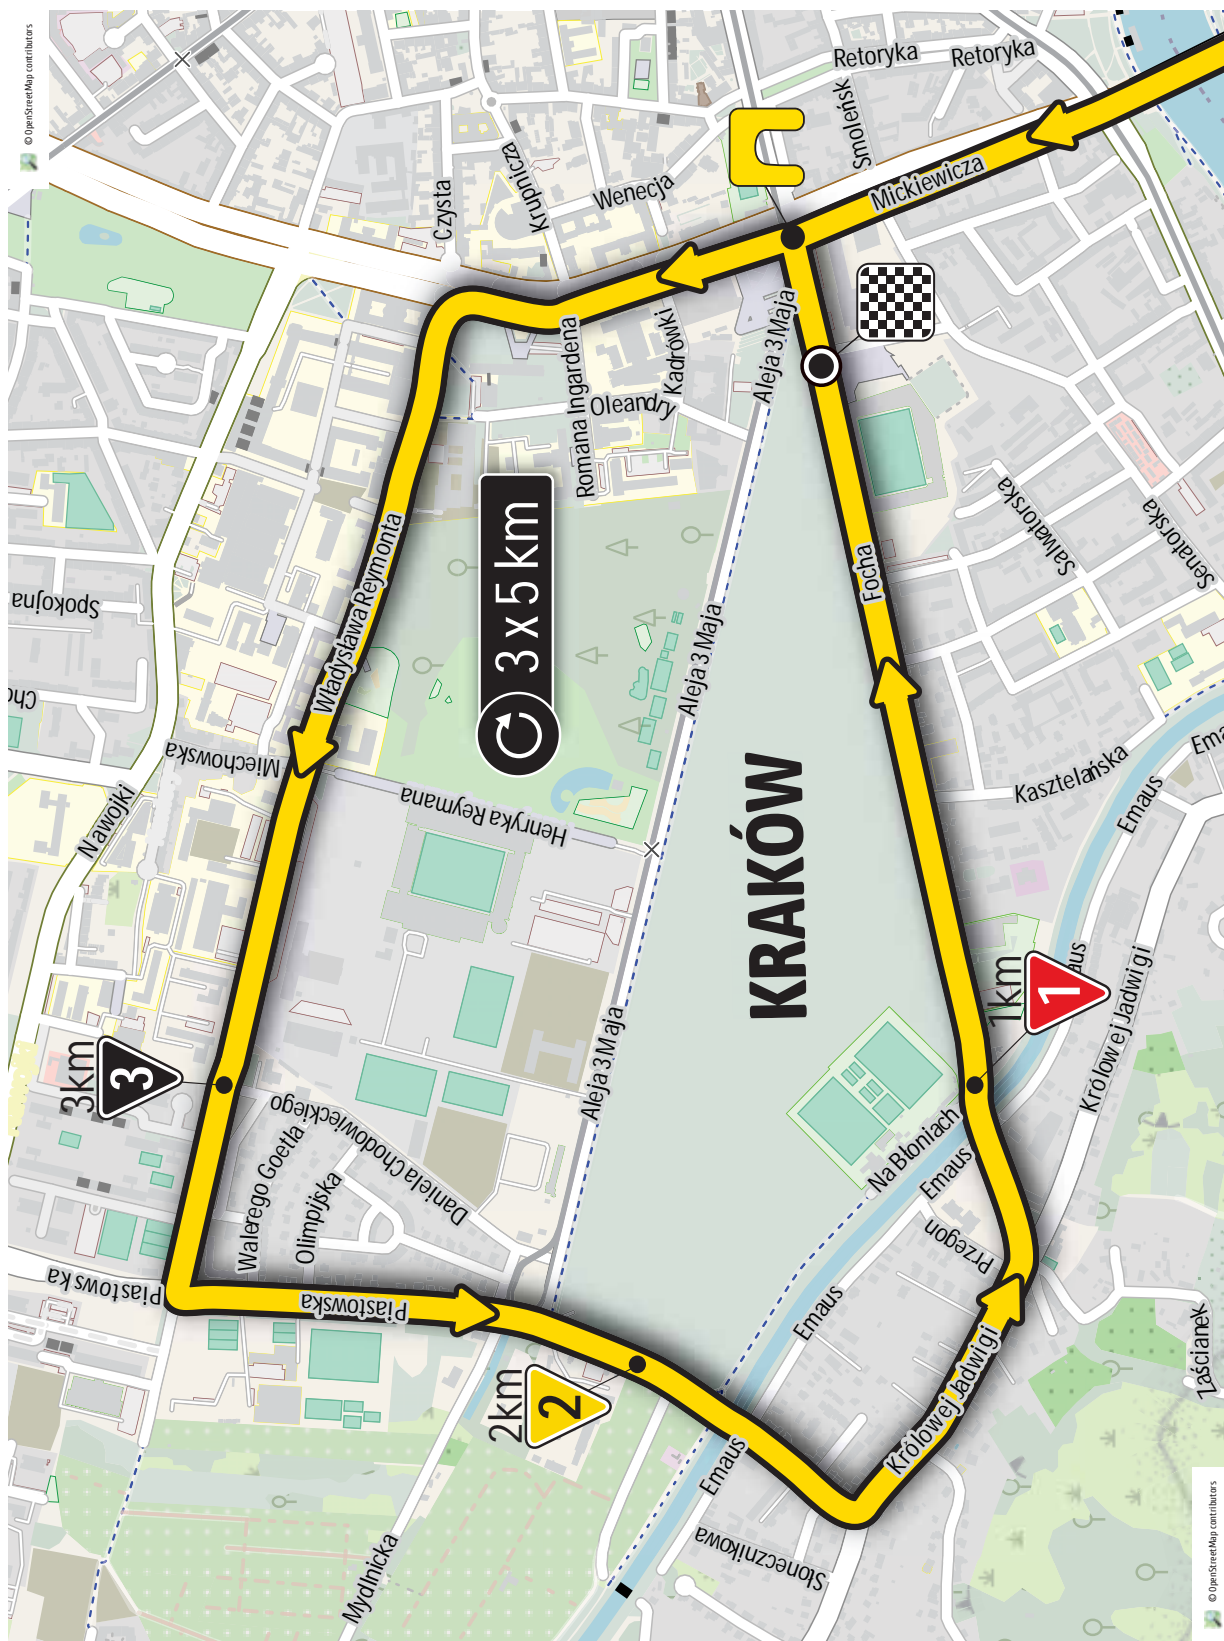 © OpenStreetMap contributors
Retoryka
Retoryka
Smoleńsk
Mickiewicza
Wenecja
Krupnicza
Czysta
Aleja 3 Maja
Kadrówki
Oleandry
Romana Ingardena
Władysława Reymonta
3 x 5 km
Focha
Salwatorska
Senatorska
Spokojna
Cho
Miechowska
Nawojki
Henryka Reymana
Aleja 3 Maja
KRAKÓW
Kasztelańska
Emaus
Ema
aus
1km
1
Królowej Jadwigi
Aleja 3 Maja
3km
3
Daniela Chodowieckiego
Walerego Goetla
Olimpijska
Piastowska
Piastowska
Na Błoniach
Emaus
Przegon
Emaus
2km
2
Królowej Jadwigi
Zaścianek
Emaus
Słonecznikowa
Mydlnicka
© OpenStreetMap contributors